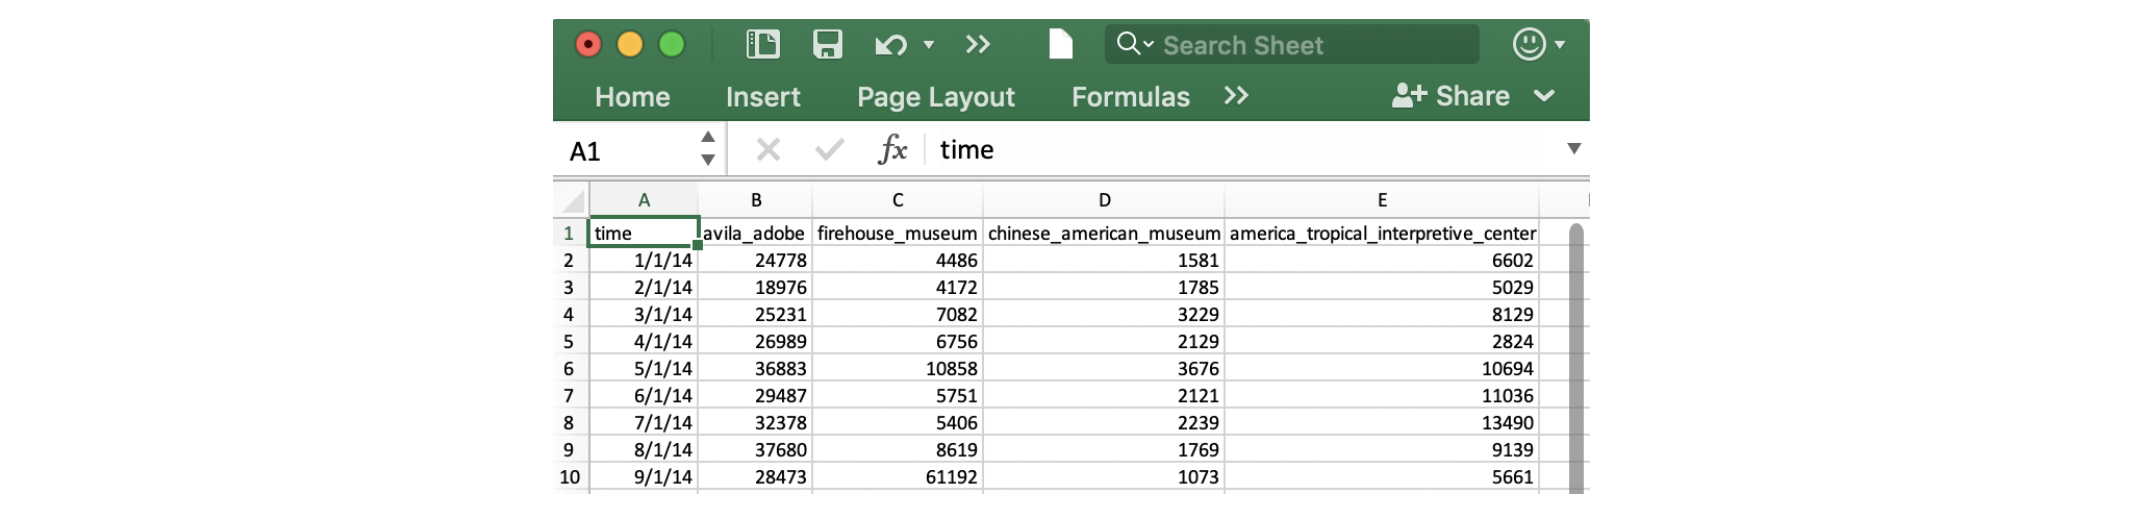 Search Sheet
Home Insert Page Layout Formulas Share
A1 fx time
A B C D E
1 time avila_adobe firehouse_museum chinese_american_museum america_tropical_interpretive_center
2 1/1/14 24778 4486 1581 6602
3 2/1/14 18976 4172 1785 5029
4 3/1/14 25231 7082 3229 8129
5 4/1/14 26989 6756 2129 2824
6 5/1/14 36883 10858 3676 10694
7 6/1/14 29487 5751 2121 11036
8 7/1/14 32378 5406 2239 13490
9 8/1/14 37680 8619 1769 9139
10 9/1/14 28473 61192 1073 5661